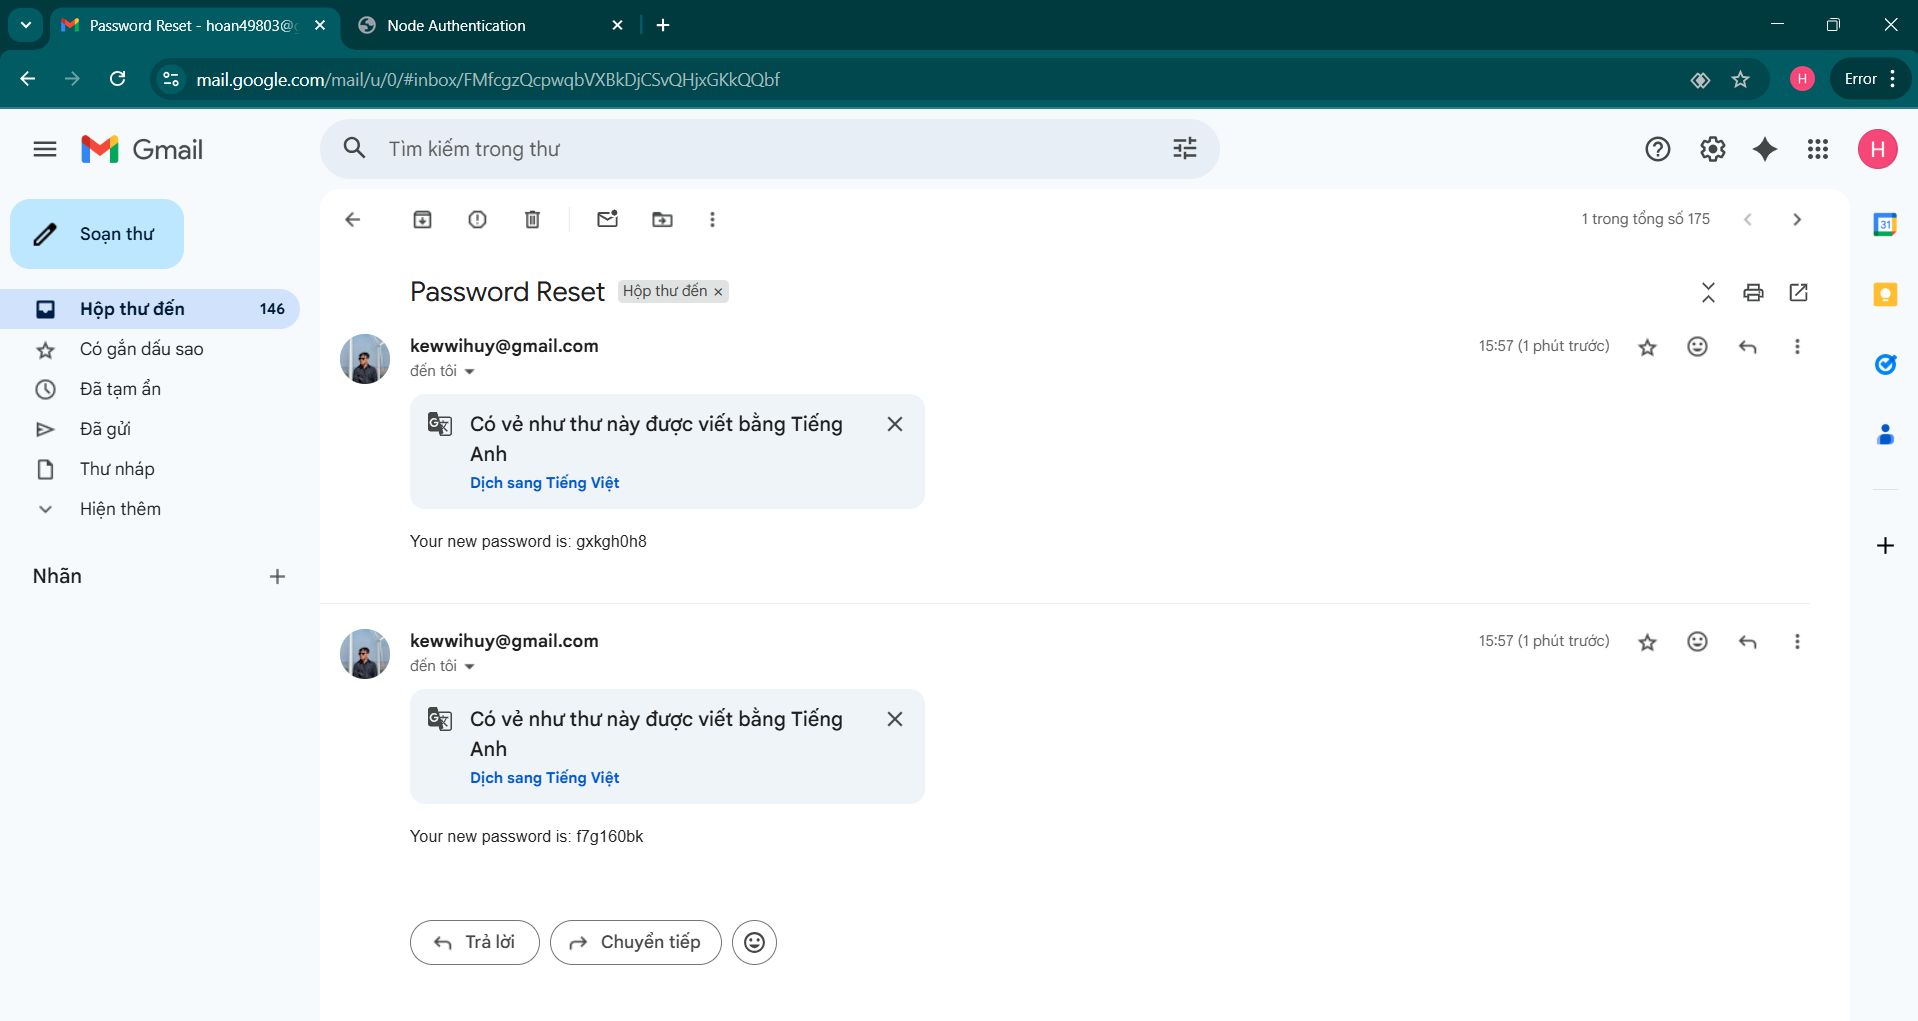 Password Reset - hoan49803@g
Node Authentication
mail.google.com/mail/u/0/#inbox/FMfcgzQcpwqbVXBkDjCSvQHjxGKkQQbf
H
Error
Gmail
Tìm kiếm trong thư
H
Soạn thư
1 trong tổng số 175
31
Password Reset
Hộp thư đến ×
Hộp thư đến
146
Có gắn dấu sao
Đã tạm ẩn
Đã gửi
Thư nháp
Hiện thêm
Nhãn
kewwihuy@gmail.com
15:57 (1 phút trước)
đến tôi
Có vẻ như thư này được viết bằng Tiếng
Anh
Dịch sang Tiếng Việt
Your new password is: gxkgh0h8
kewwihuy@gmail.com
15:57 (1 phút trước)
đến tôi
Có vẻ như thư này được viết bằng Tiếng
Anh
Dịch sang Tiếng Việt
Your new password is: f7g160bk
Trả lời
Chuyển tiếp